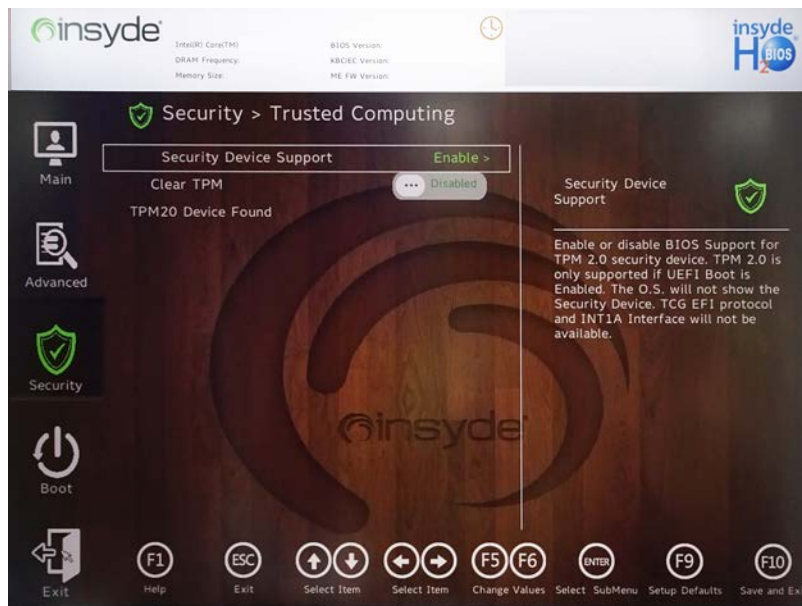 insyde
Intel(R) Core(TM)
BIOS Version:
DRAM Frequency:
KBC/EC Version:
Memory Size:
ME FW Version:
insyde
H2O BIOS
Security > Trusted Computing
Main
Security Device Support
Enable >
Clear TPM
Disabled
TPM20 Device Found
Advanced
Security
Boot
Exit
Security Device
Support
Enable or disable BIOS Support for
TPM 2.0 security device. TPM 2.0 is
only supported if UEFI Boot is
Enabled. The O.S. will not show the
Security Device. TCG EFI protocol
and INT1A Interface will not be
available.
insyde
F1
ESC
F5
F6
ENTER
F9
F10
Help
Exit
Select Item
Select Item
Change Values
Select SubMenu
Setup Defaults
Save and Ex